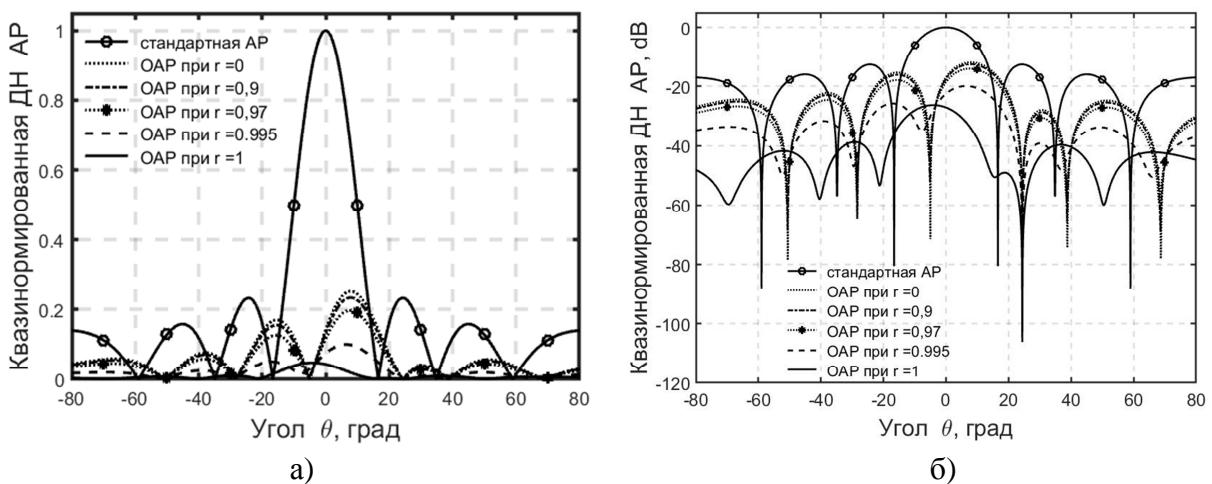 Квазинормированная ДН АР
1
0.8
0.6
0.4
0.2
0
стандартная АР
ОАР при r =0
ОАР при r =0,9
ОАР при r =0,97
ОАР при r =0.995
ОАР при r =1
-80 -60 -40 -20 0 20 40 60 80
Угол θ, град
а)
Квазинормированная ДН АР, dB
0
-20
-40
-60
-80
-100
-120
стандартная АР
ОАР при r =0
ОАР при r =0,9
ОАР при r =0,97
ОАР при r =0.995
ОАР при r =1
-80 -60 -40 -20 0 20 40 60 80
Угол θ, град
б)